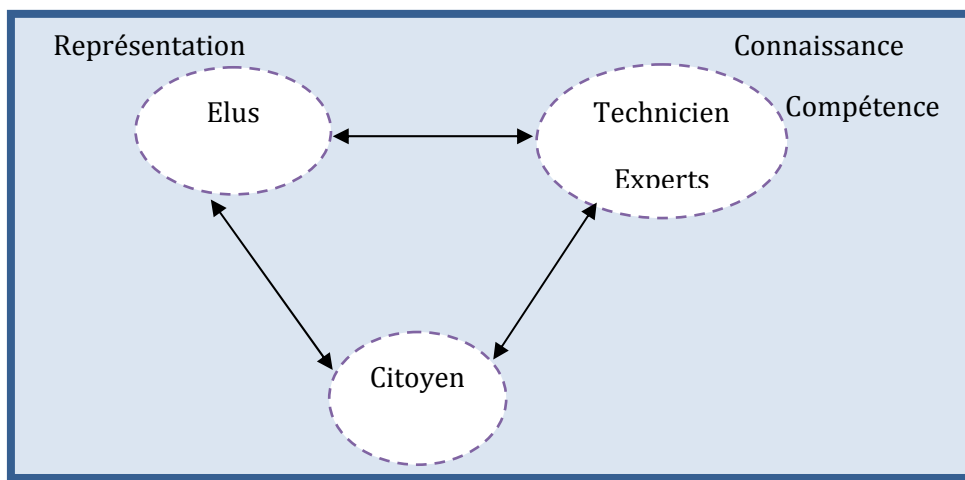 Représentation
Connaissance
Elus
Technicien
Compétence
Experts
Citoyen